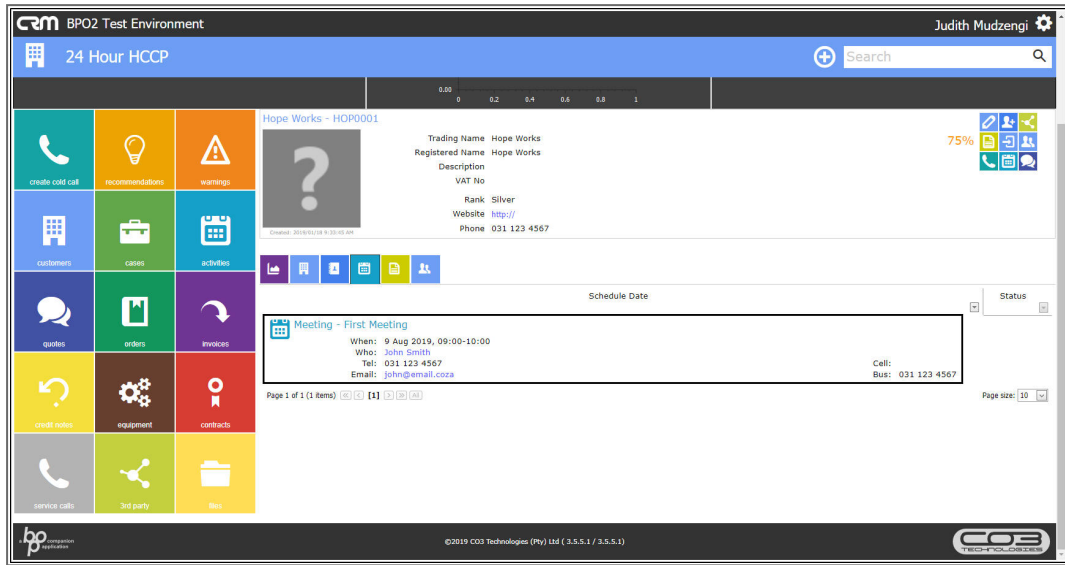 CRM BPO2 Test Environment
Judith Mudzengi
24 Hour HCCP
Search
0.00
0 0.2 0.4 0.6 0.8 1
create cold call
recommendations
warnings
customers
cases
activities
quotes
orders
invoices
credit notes
equipment
contracts
service calls
3rd party
files
Hope Works - HOP0001
Trading Name Hope Works
Registered Name Hope Works
Description
VAT No
Rank Silver
Website http://
Phone 031 123 4567
75%
Schedule Date
Status
Meeting - First Meeting
When: 9 Aug 2019, 09:00-10:00
Who: John Smith
Tel: 031 123 4567
Cell:
Email: john@email.coza
Bus: 031 123 4567
Page 1 of 1 (1 items) [1] All
Page size: 10
a bpo companion application
©2019 CO3 Technologies (Pty) Ltd ( 3.5.5.1 / 3.5.5.1)
CO3
TECHNOLOGIES